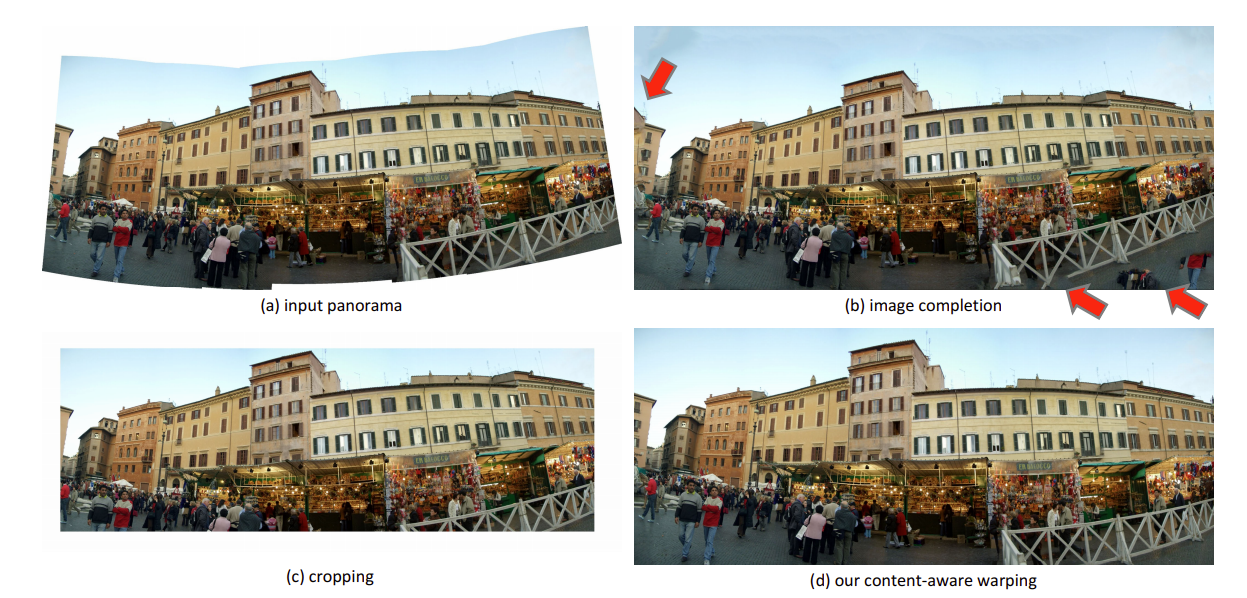 (a) input panorama
(b) image completion
(c) cropping
(d) our content-aware warping